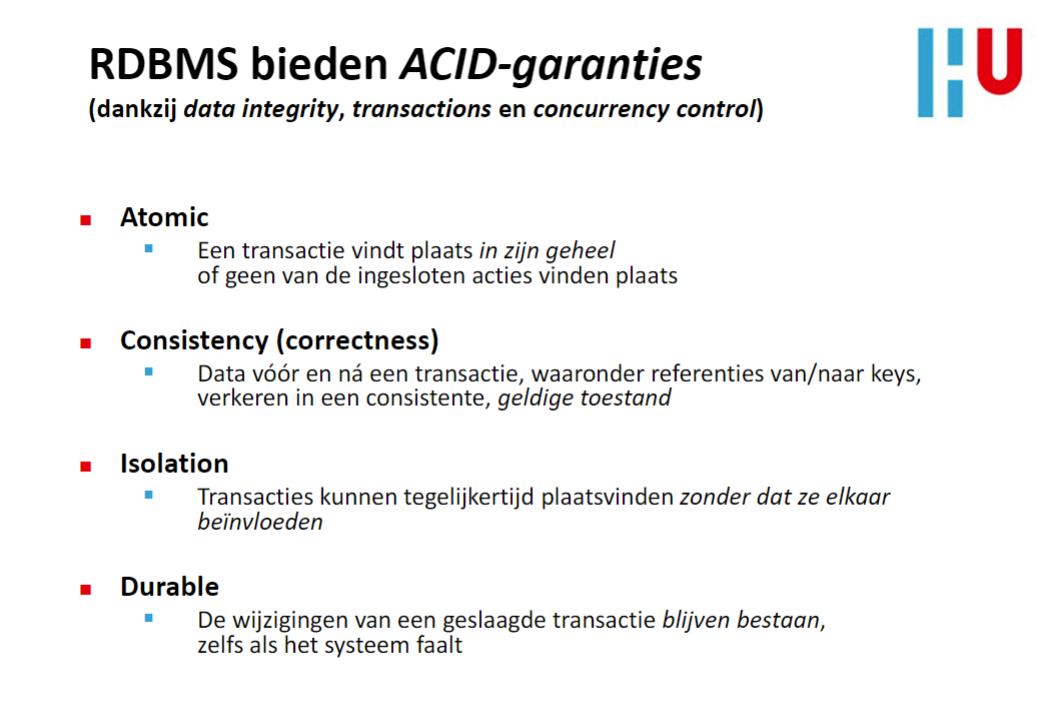 RDBMS bieden ACID-garanties
(dankzij data integrity, transactions en concurrency control)
HU
Atomic
Een transactie vindt plaats in zijn geheel
of geen van de ingesloten acties vinden plaats
Consistency (correctness)
Data vóór en ná een transactie, waaronder referenties van/naar keys,
verkeren in een consistente, geldige toestand
Isolation
Transacties kunnen tegelijkertijd plaatsvinden zonder dat ze elkaar
beïnvloeden
Durable
De wijzigingen van een geslaagde transactie blijven bestaan,
zelfs als het systeem faalt